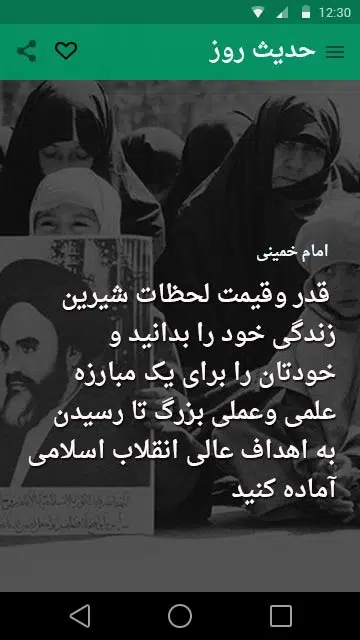 12:30
حدیث روز
امام خمینی
قدر وقیمت لحظات شیرین
زندگی خود را بدانید و
خودتان را برای یک مبارزه
علمی وعملی بزرگ تا رسیدن
به اهداف عالی انقلاب اسلامی
آماده کنید